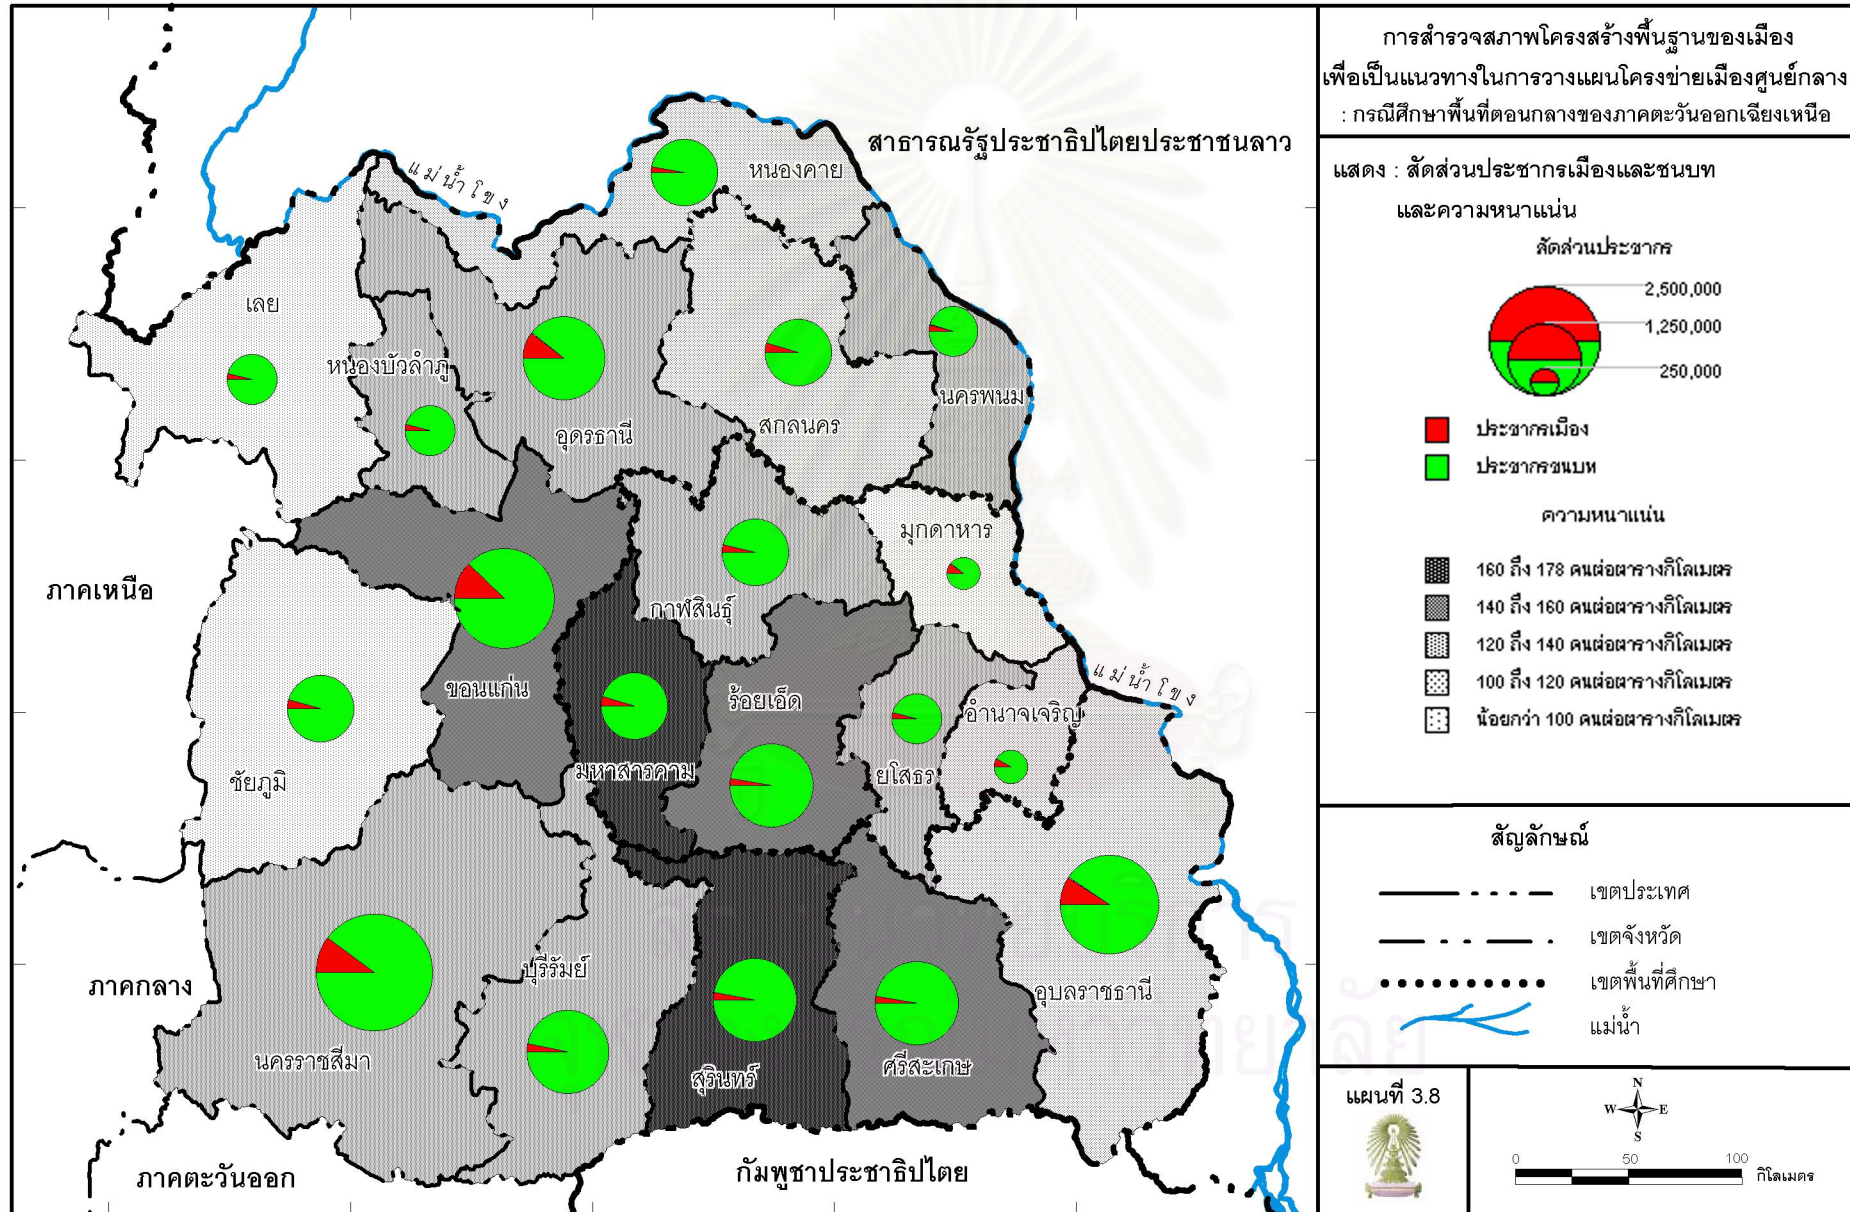 การสำรวจสภาพโครงสร้างพื้นฐานของเมือง
เพื่อเป็นแนวทางในการวางแผนโครงข่ายเมืองศูนย์กลาง
: กรณีศึกษาพื้นที่ตอนกลางของภาคตะวันออกเฉียงเหนือ
แสดง : สัดส่วนประชากรเมืองและชนบท
และความหนาแน่น
สัดส่วนประชากร
2,500,000
1,250,000
250,000
ประชากรเมือง
ประชากรชนบท
ความหนาแน่น
160 ถึง 178 คนต่อตารางกิโลเมตร
140 ถึง 160 คนต่อตารางกิโลเมตร
120 ถึง 140 คนต่อตารางกิโลเมตร
100 ถึง 120 คนต่อตารางกิโลเมตร
น้อยกว่า 100 คนต่อตารางกิโลเมตร
สัญลักษณ์
เขตประเทศ
เขตจังหวัด
เขตพื้นที่ศึกษา
แม่น้ำ
แผนที่ 3.8
N
W E
S
0 50 100
กิโลเมตร
สาธารณรัฐประชาธิปไตยประชาชนลาว
แม่น้ำโขง
หนองคาย
เลย
หนองบัวลำภู
อุดรธานี
สกลนคร
นครพนม
มุกดาหาร
ภาคเหนือ
กาฬสินธุ์
ขอนแก่น
ร้อยเอ็ด
แม่น้ำโขง
อำนาจเจริญ
ชัยภูมิ
มหาสารคาม
ยโสธร
ภาคกลาง
บุรีรัมย์
อุบลราชธานี
นครราชสีมา
สุรินทร์
ศรีสะเกษ
ภาคตะวันออก
กัมพูชาประชาธิปไตย